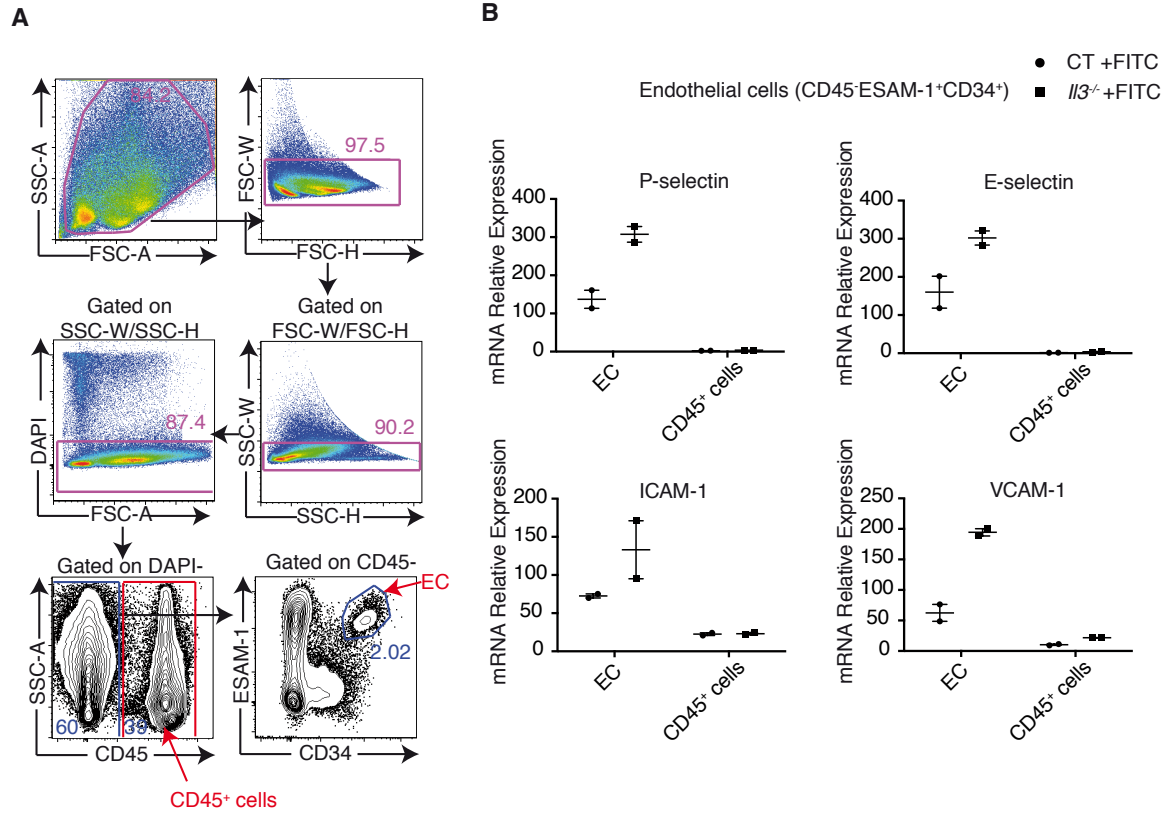 A
84.2
SSC-A
FSC-A
97.5
FSC-W
FSC-H
Gated on
SSC-W/SSC-H
87.4
DAPI
FSC-A
Gated on
FSC-W/FSC-H
90.2
SSC-W
SSC-H
Gated on DAPI-
SSC-A
60
39
CD45
CD45⁺ cells
Gated on CD45-
EC
2.02
ESAM-1
CD34
B
CT +FITC
Il3⁻/⁻ +FITC
Endothelial cells (CD45⁻ESAM-1⁺CD34⁺)
P-selectin
mRNA Relative Expression
400
300
200
100
0
EC
CD45⁺ cells
E-selectin
mRNA Relative Expression
400
300
200
100
0
EC
CD45⁺ cells
ICAM-1
mRNA Relative Expression
200
150
100
50
0
EC
CD45⁺ cells
VCAM-1
mRNA Relative Expression
250
200
150
100
50
0
EC
CD45⁺ cells